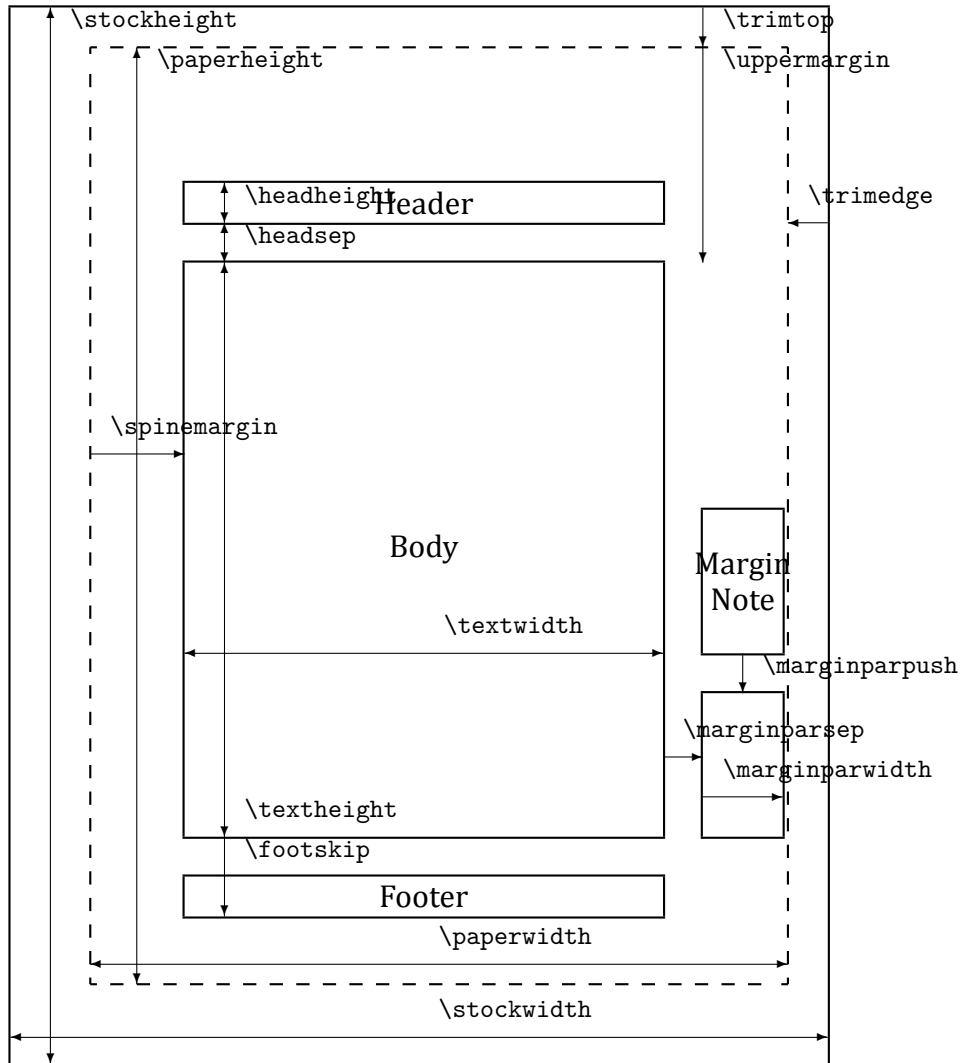 \stockheight
\trimtop
\paperheight
\uppermargin
\headheight
Header
\trimedge
\headsep
\spinemargin
Body
Margin
Note
\textwidth
\marginparpush
\marginparsep
\marginparwidth
\textheight
\footskip
Footer
\paperwidth
\stockwidth